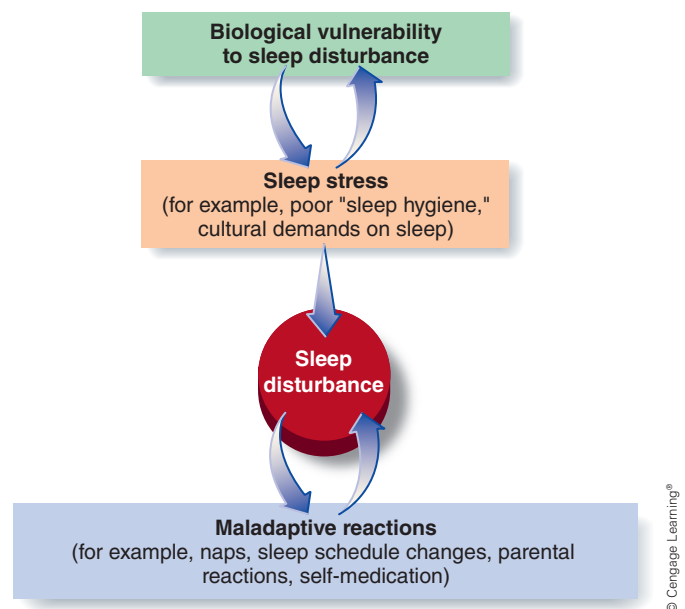 Biological vulnerability
to sleep disturbance
Sleep stress
(for example, poor "sleep hygiene,"
cultural demands on sleep)
Sleep
disturbance
Maladaptive reactions
(for example, naps, sleep schedule changes, parental
reactions, self-medication)
© Cengage Learning®